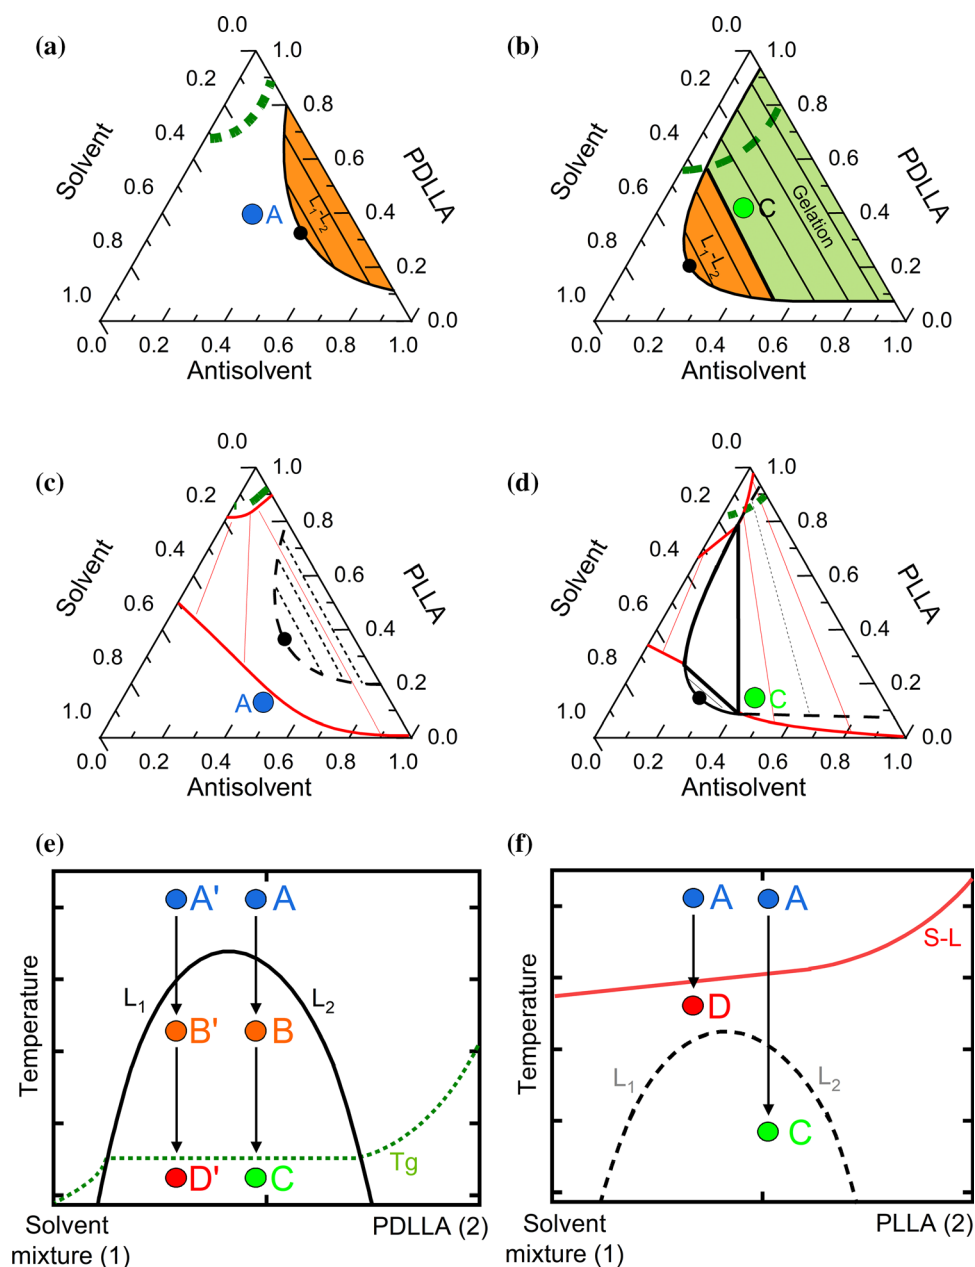 (a)
0.0
1.0
0.2
0.8
0.4
0.6
0.6
0.4
0.8
0.2
1.0
0.0
0.0 0.2 0.4 0.6 0.8 1.0
Solvent
PDLLA
Antisolvent
A
L1-L2
(b)
0.0
1.0
0.2
0.8
0.4
0.6
0.6
0.4
0.8
0.2
1.0
0.0
0.0 0.2 0.4 0.6 0.8 1.0
Solvent
PDLLA
Antisolvent
C
Gelation
L1-L2
(c)
0.0
1.0
0.2
0.8
0.4
0.6
0.6
0.4
0.8
0.2
1.0
0.0
0.0 0.2 0.4 0.6 0.8 1.0
Solvent
PLLA
Antisolvent
A
(d)
0.0
1.0
0.2
0.8
0.4
0.6
0.6
0.4
0.8
0.2
1.0
0.0
0.0 0.2 0.4 0.6 0.8 1.0
Solvent
PLLA
Antisolvent
C
(e)
Temperature
A' A
L1 L2
B' B
Tg
D' C
Solvent
mixture (1)
PDLLA (2)
(f)
Temperature
A A
S-L
D
L1 L2
C
Solvent
mixture (1)
PLLA (2)